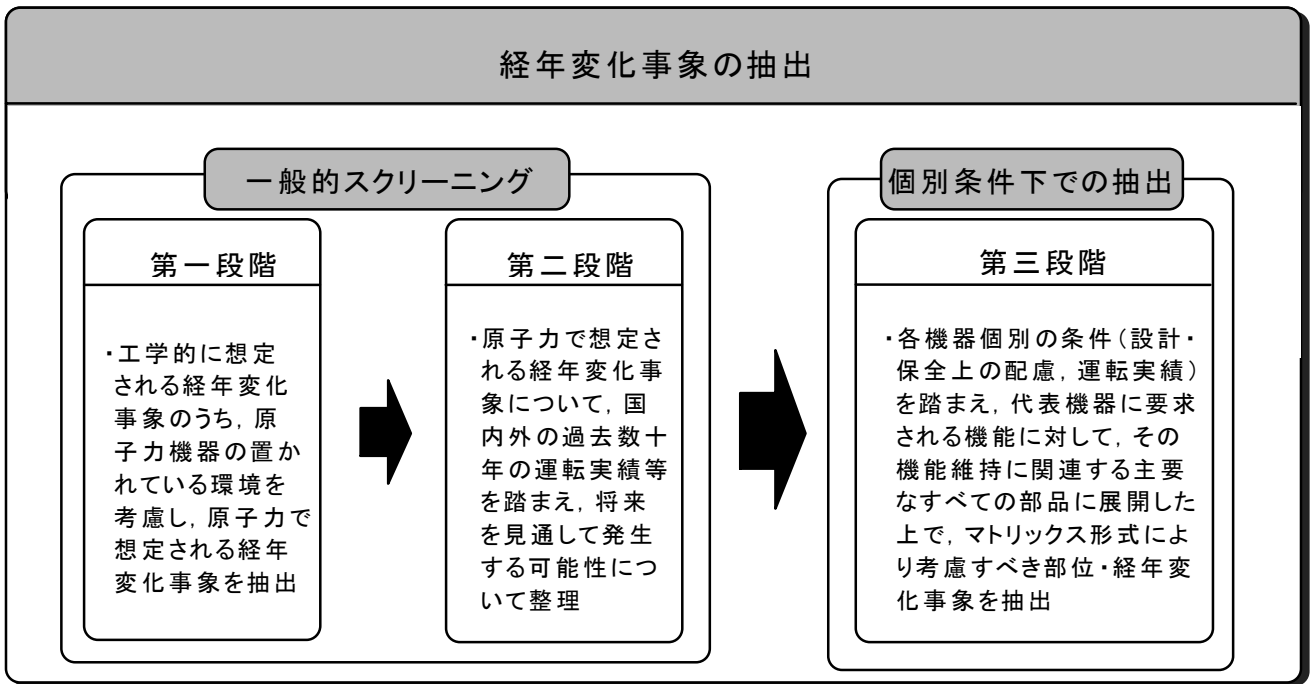 経年変化事象の抽出
一般的スクリーニング
第一段階
・工学的に想定
される経年変化
事象のうち,原
子力機器の置か
れている環境を
考慮し,原子力で
想定される経年
変化事象を抽出
第二段階
・原子力で想定さ
れる経年変化事
象について,国
内外の過去数十
年の運転実績等
を踏まえ,将来
を見通して発生
する可能性につ
いて整理
個別条件下での抽出
第三段階
・各機器個別の条件(設計・
保全上の配慮,運転実績)
を踏まえ,代表機器に要求
される機能に対して,その
機能維持に関連する主要
なすべての部品に展開した
上で,マトリックス形式によ
り考慮すべき部位・経年変
化事象を抽出